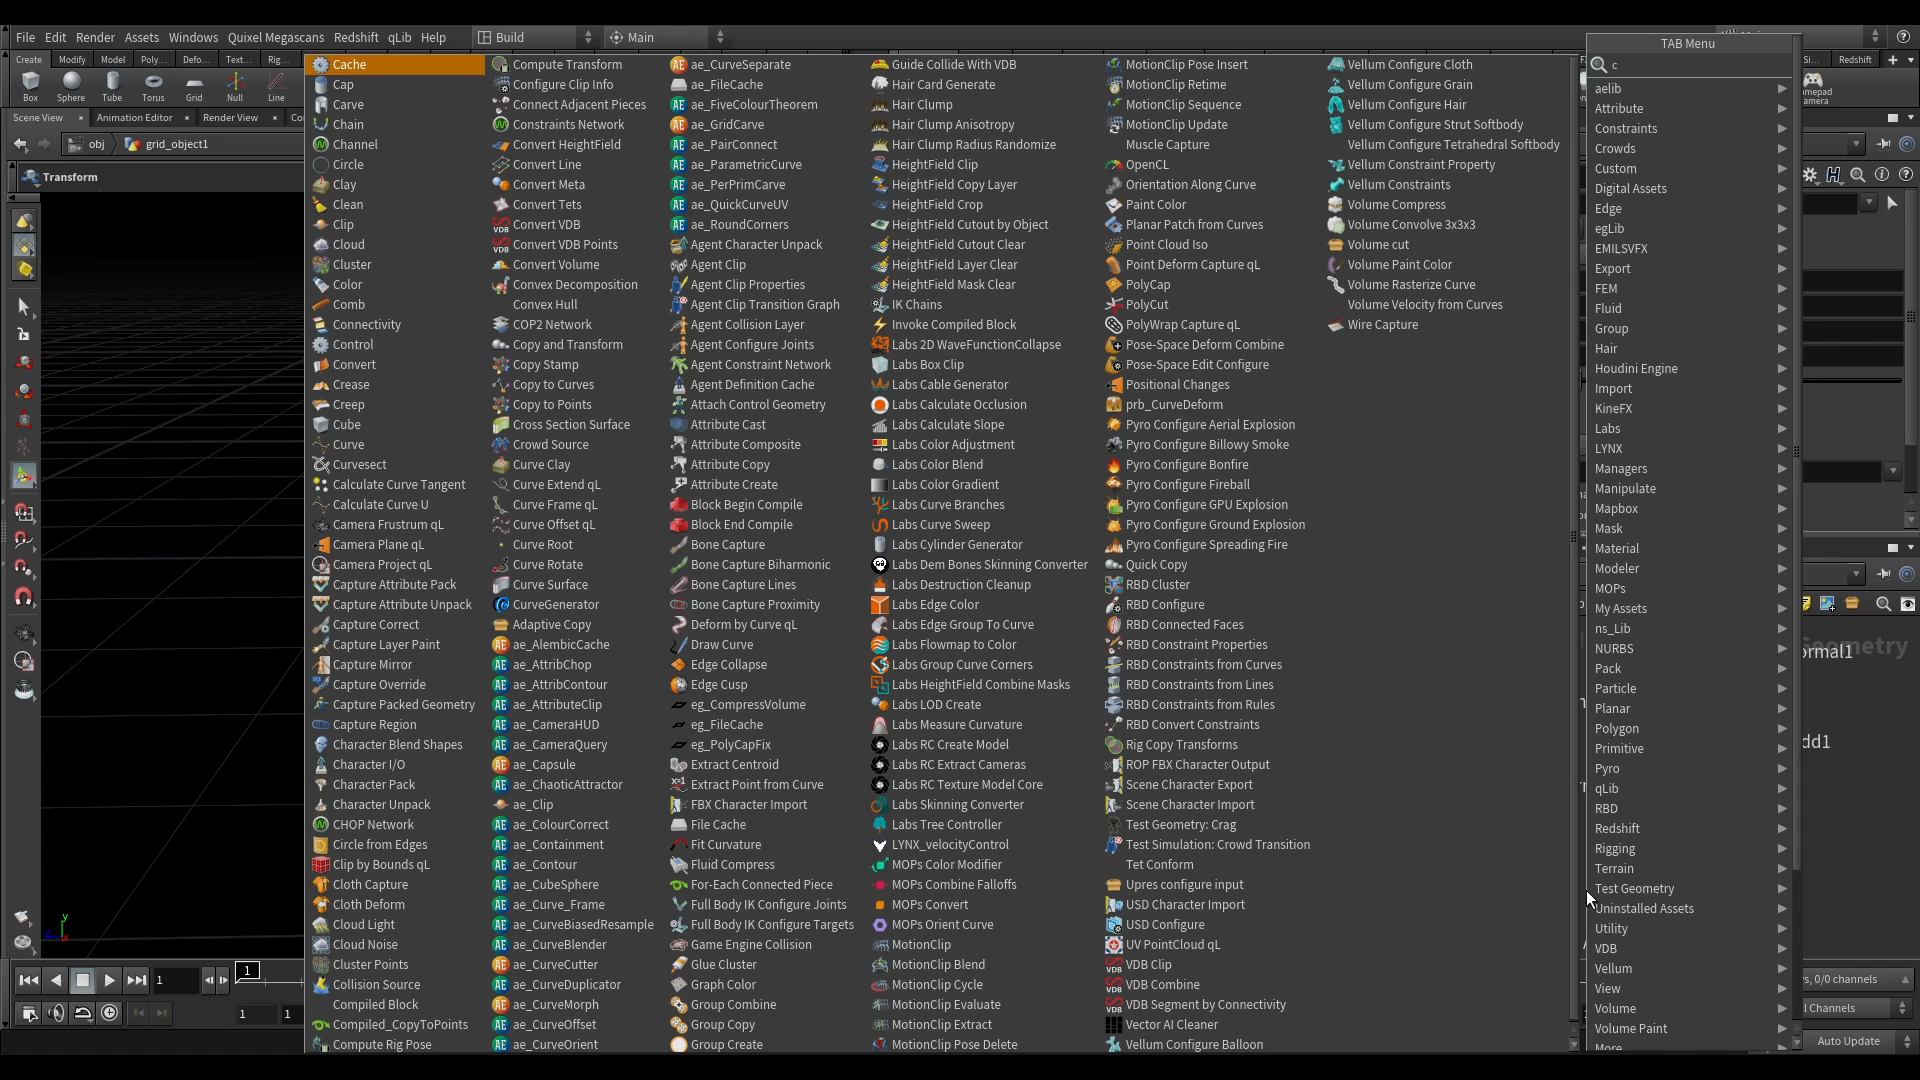 File Edit Render Assets Windows Quixel Megascans Redshift qLib Help Build Main
Create Modify Model Poly... Defo... Text... Rig...
Box Sphere Tube Torus Grid Null Line
Scene View Animation Editor Render View
obj grid_object1
Transform
Cache
Cap
Carve
Chain
Channel
Circle
Clay
Clean
Clip
Cloud
Cluster
Color
Comb
Connectivity
Control
Convert
Crease
Creep
Cube
Curve
Curvesect
Calculate Curve Tangent
Calculate Curve U
Camera Frustrum qL
Camera Plane qL
Camera Project qL
Capture Attribute Pack
Capture Attribute Unpack
Capture Correct
Capture Layer Paint
Capture Mirror
Capture Override
Capture Packed Geometry
Capture Region
Character Blend Shapes
Character I/O
Character Pack
Character Unpack
CHOP Network
Circle from Edges
Clip by Bounds qL
Cloth Capture
Cloth Deform
Cloud Light
Cloud Noise
Cluster Points
Collision Source
Compiled Block
Compiled_CopyToPoints
Compute Rig Pose
Compute Transform
Configure Clip Info
Connect Adjacent Pieces
Constraints Network
Convert HeightField
Convert Line
Convert Meta
Convert Tets
Convert VDB
Convert VDB Points
Convert Volume
Convex Decomposition
Convex Hull
COP2 Network
Copy and Transform
Copy Stamp
Copy to Curves
Copy to Points
Cross Section Surface
Crowd Source
Curve Clay
Curve Extend qL
Curve Frame qL
Curve Offset qL
Curve Root
Curve Rotate
Curve Surface
CurveGenerator
Adaptive Copy
ae_AlembicCache
ae_AttribChop
ae_AttribContour
ae_AttributeClip
ae_CameraHUD
ae_CameraQuery
ae_Capsule
ae_ChaoticAttractor
ae_Clip
ae_ColourCorrect
ae_Containment
ae_Contour
ae_CubeSphere
ae_Curve_Frame
ae_CurveBiasedResample
ae_CurveBlender
ae_CurveCutter
ae_CurveDuplicator
ae_CurveMorph
ae_CurveOffset
ae_CurveOrient
ae_CurveSeparate
ae_FileCache
ae_FiveColourTheorem
ae_GridCarve
ae_PairConnect
ae_ParametricCurve
ae_PerPrimCarve
ae_QuickCurveUV
ae_RoundCorners
Agent Character Unpack
Agent Clip
Agent Clip Properties
Agent Clip Transition Graph
Agent Collision Layer
Agent Configure Joints
Agent Constraint Network
Agent Definition Cache
Attach Control Geometry
Attribute Cast
Attribute Composite
Attribute Copy
Attribute Create
Block Begin Compile
Block End Compile
Bone Capture
Bone Capture Biharmonic
Bone Capture Lines
Bone Capture Proximity
Deform by Curve qL
Draw Curve
Edge Collapse
Edge Cusp
eg_CompressVolume
eg_FileCache
eg_PolyCapFix
Extract Centroid
Extract Point from Curve
FBX Character Import
File Cache
Fit Curvature
Fluid Compress
For-Each Connected Piece
Full Body IK Configure Joints
Full Body IK Configure Targets
Game Engine Collision
Glue Cluster
Graph Color
Group Combine
Group Copy
Group Create
Guide Collide With VDB
Hair Card Generate
Hair Clump
Hair Clump Anisotropy
Hair Clump Radius Randomize
HeightField Clip
HeightField Copy Layer
HeightField Crop
HeightField Cutout by Object
HeightField Cutout Clear
HeightField Layer Clear
HeightField Mask Clear
IK Chains
Invoke Compiled Block
Labs 2D WaveFunctionCollapse
Labs Box Clip
Labs Cable Generator
Labs Calculate Occlusion
Labs Calculate Slope
Labs Color Adjustment
Labs Color Blend
Labs Color Gradient
Labs Curve Branches
Labs Curve Sweep
Labs Cylinder Generator
Labs Dem Bones Skinning Converter
Labs Destruction Cleanup
Labs Edge Color
Labs Edge Group To Curve
Labs Flowmap to Color
Labs Group Curve Corners
Labs HeightField Combine Masks
Labs LOD Create
Labs Measure Curvature
Labs RC Create Model
Labs RC Extract Cameras
Labs RC Texture Model Core
Labs Skinning Converter
Labs Tree Controller
LYNX_velocityControl
MOPs Color Modifier
MOPs Combine Falloffs
MOPs Convert
MOPs Orient Curve
MotionClip
MotionClip Blend
MotionClip Cycle
MotionClip Evaluate
MotionClip Extract
MotionClip Pose Delete
MotionClip Pose Insert
MotionClip Retime
MotionClip Sequence
MotionClip Update
Muscle Capture
OpenCL
Orientation Along Curve
Paint Color
Planar Patch from Curves
Point Cloud Iso
Point Deform Capture qL
PolyCap
PolyCut
PolyWrap Capture qL
Pose-Space Deform Combine
Pose-Space Edit Configure
Positional Changes
prb_CurveDeform
Pyro Configure Aerial Explosion
Pyro Configure Billowy Smoke
Pyro Configure Bonfire
Pyro Configure Fireball
Pyro Configure GPU Explosion
Pyro Configure Ground Explosion
Pyro Configure Spreading Fire
Quick Copy
RBD Cluster
RBD Configure
RBD Connected Faces
RBD Constraint Properties
RBD Constraints from Curves
RBD Constraints from Lines
RBD Constraints from Rules
RBD Convert Constraints
Rig Copy Transforms
ROP FBX Character Output
Scene Character Export
Scene Character Import
Test Geometry: Crag
Test Simulation: Crowd Transition
Tet Conform
Upres configure input
USD Character Import
USD Configure
UV PointCloud qL
VDB Clip
VDB Combine
VDB Segment by Connectivity
Vector AI Cleaner
Vellum Configure Balloon
Vellum Configure Cloth
Vellum Configure Grain
Vellum Configure Hair
Vellum Configure Strut Softbody
Vellum Configure Tetrahedral Softbody
Vellum Constraint Property
Vellum Constraints
Volume Compress
Volume Convolve 3x3x3
Volume cut
Volume Paint Color
Volume Rasterize Curve
Volume Velocity from Curves
Wire Capture
TAB Menu
c
aelib
Attribute
Constraints
Crowds
Custom
Digital Assets
Edge
egLib
EMILSVFX
Export
FEM
Fluid
Group
Hair
Houdini Engine
Import
KineFX
Labs
LYNX
Managers
Manipulate
Mapbox
Mask
Material
Modeler
MOPs
My Assets
ns_Lib
NURBS
Pack
Particle
Planar
Polygon
Primitive
Pyro
qLib
RBD
Redshift
Rigging
Terrain
Test Geometry
Uninstalled Assets
Utility
VDB
Vellum
View
Volume
Volume Paint
More
Si... Redshift
amepad
amera
ormal1
dd1
s, 0/0 channels
l Channels
Auto Update
y
1 1
1 1